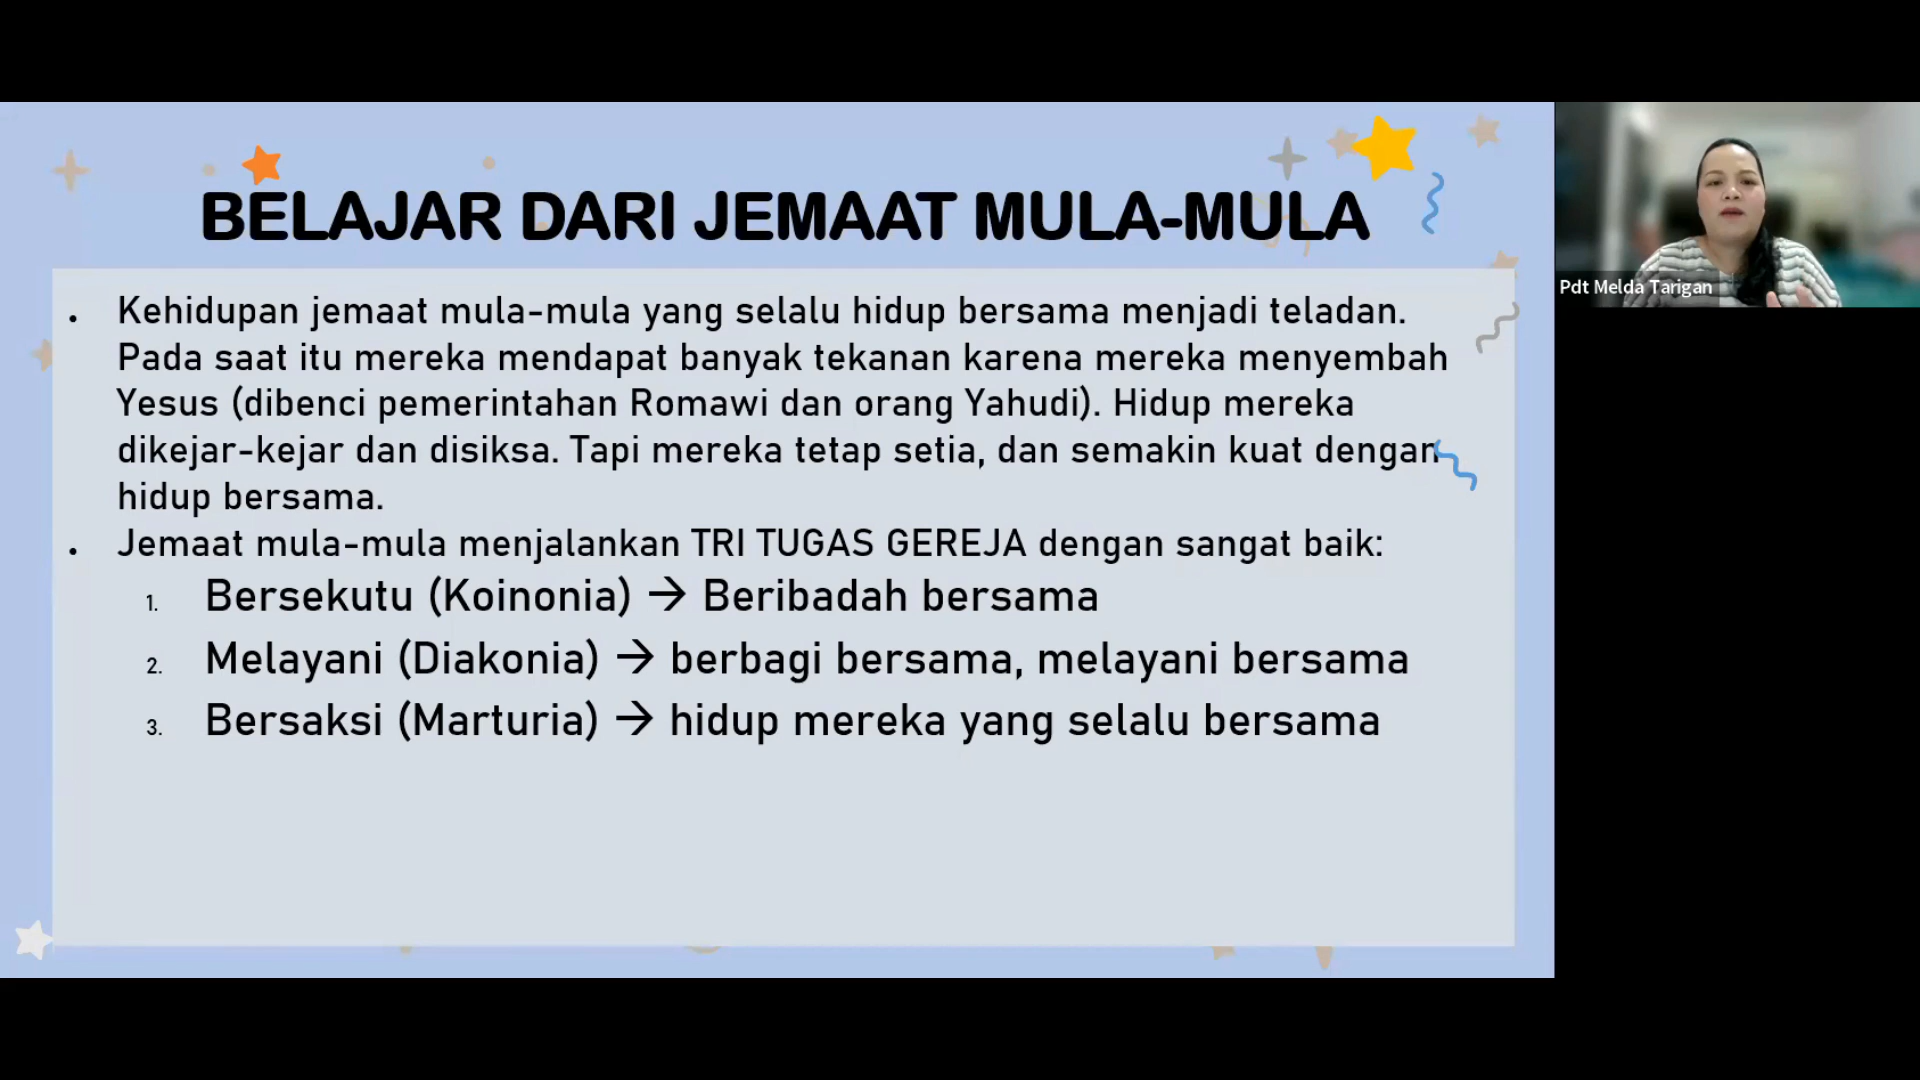 BELAJAR DARI JEMAAT MULA-MULA
• Kehidupan jemaat mula-mula yang selalu hidup bersama menjadi teladan.
Pada saat itu mereka mendapat banyak tekanan karena mereka menyembah
Yesus (dibenci pemerintahan Romawi dan orang Yahudi). Hidup mereka
dikejar-kejar dan disiksa. Tapi mereka tetap setia, dan semakin kuat dengan
hidup bersama.
• Jemaat mula-mula menjalankan TRI TUGAS GEREJA dengan sangat baik:
1. Bersekutu (Koinonia) → Beribadah bersama
2. Melayani (Diakonia) → berbagi bersama, melayani bersama
3. Bersaksi (Marturia) → hidup mereka yang selalu bersama
Pdt Melda Tarigan